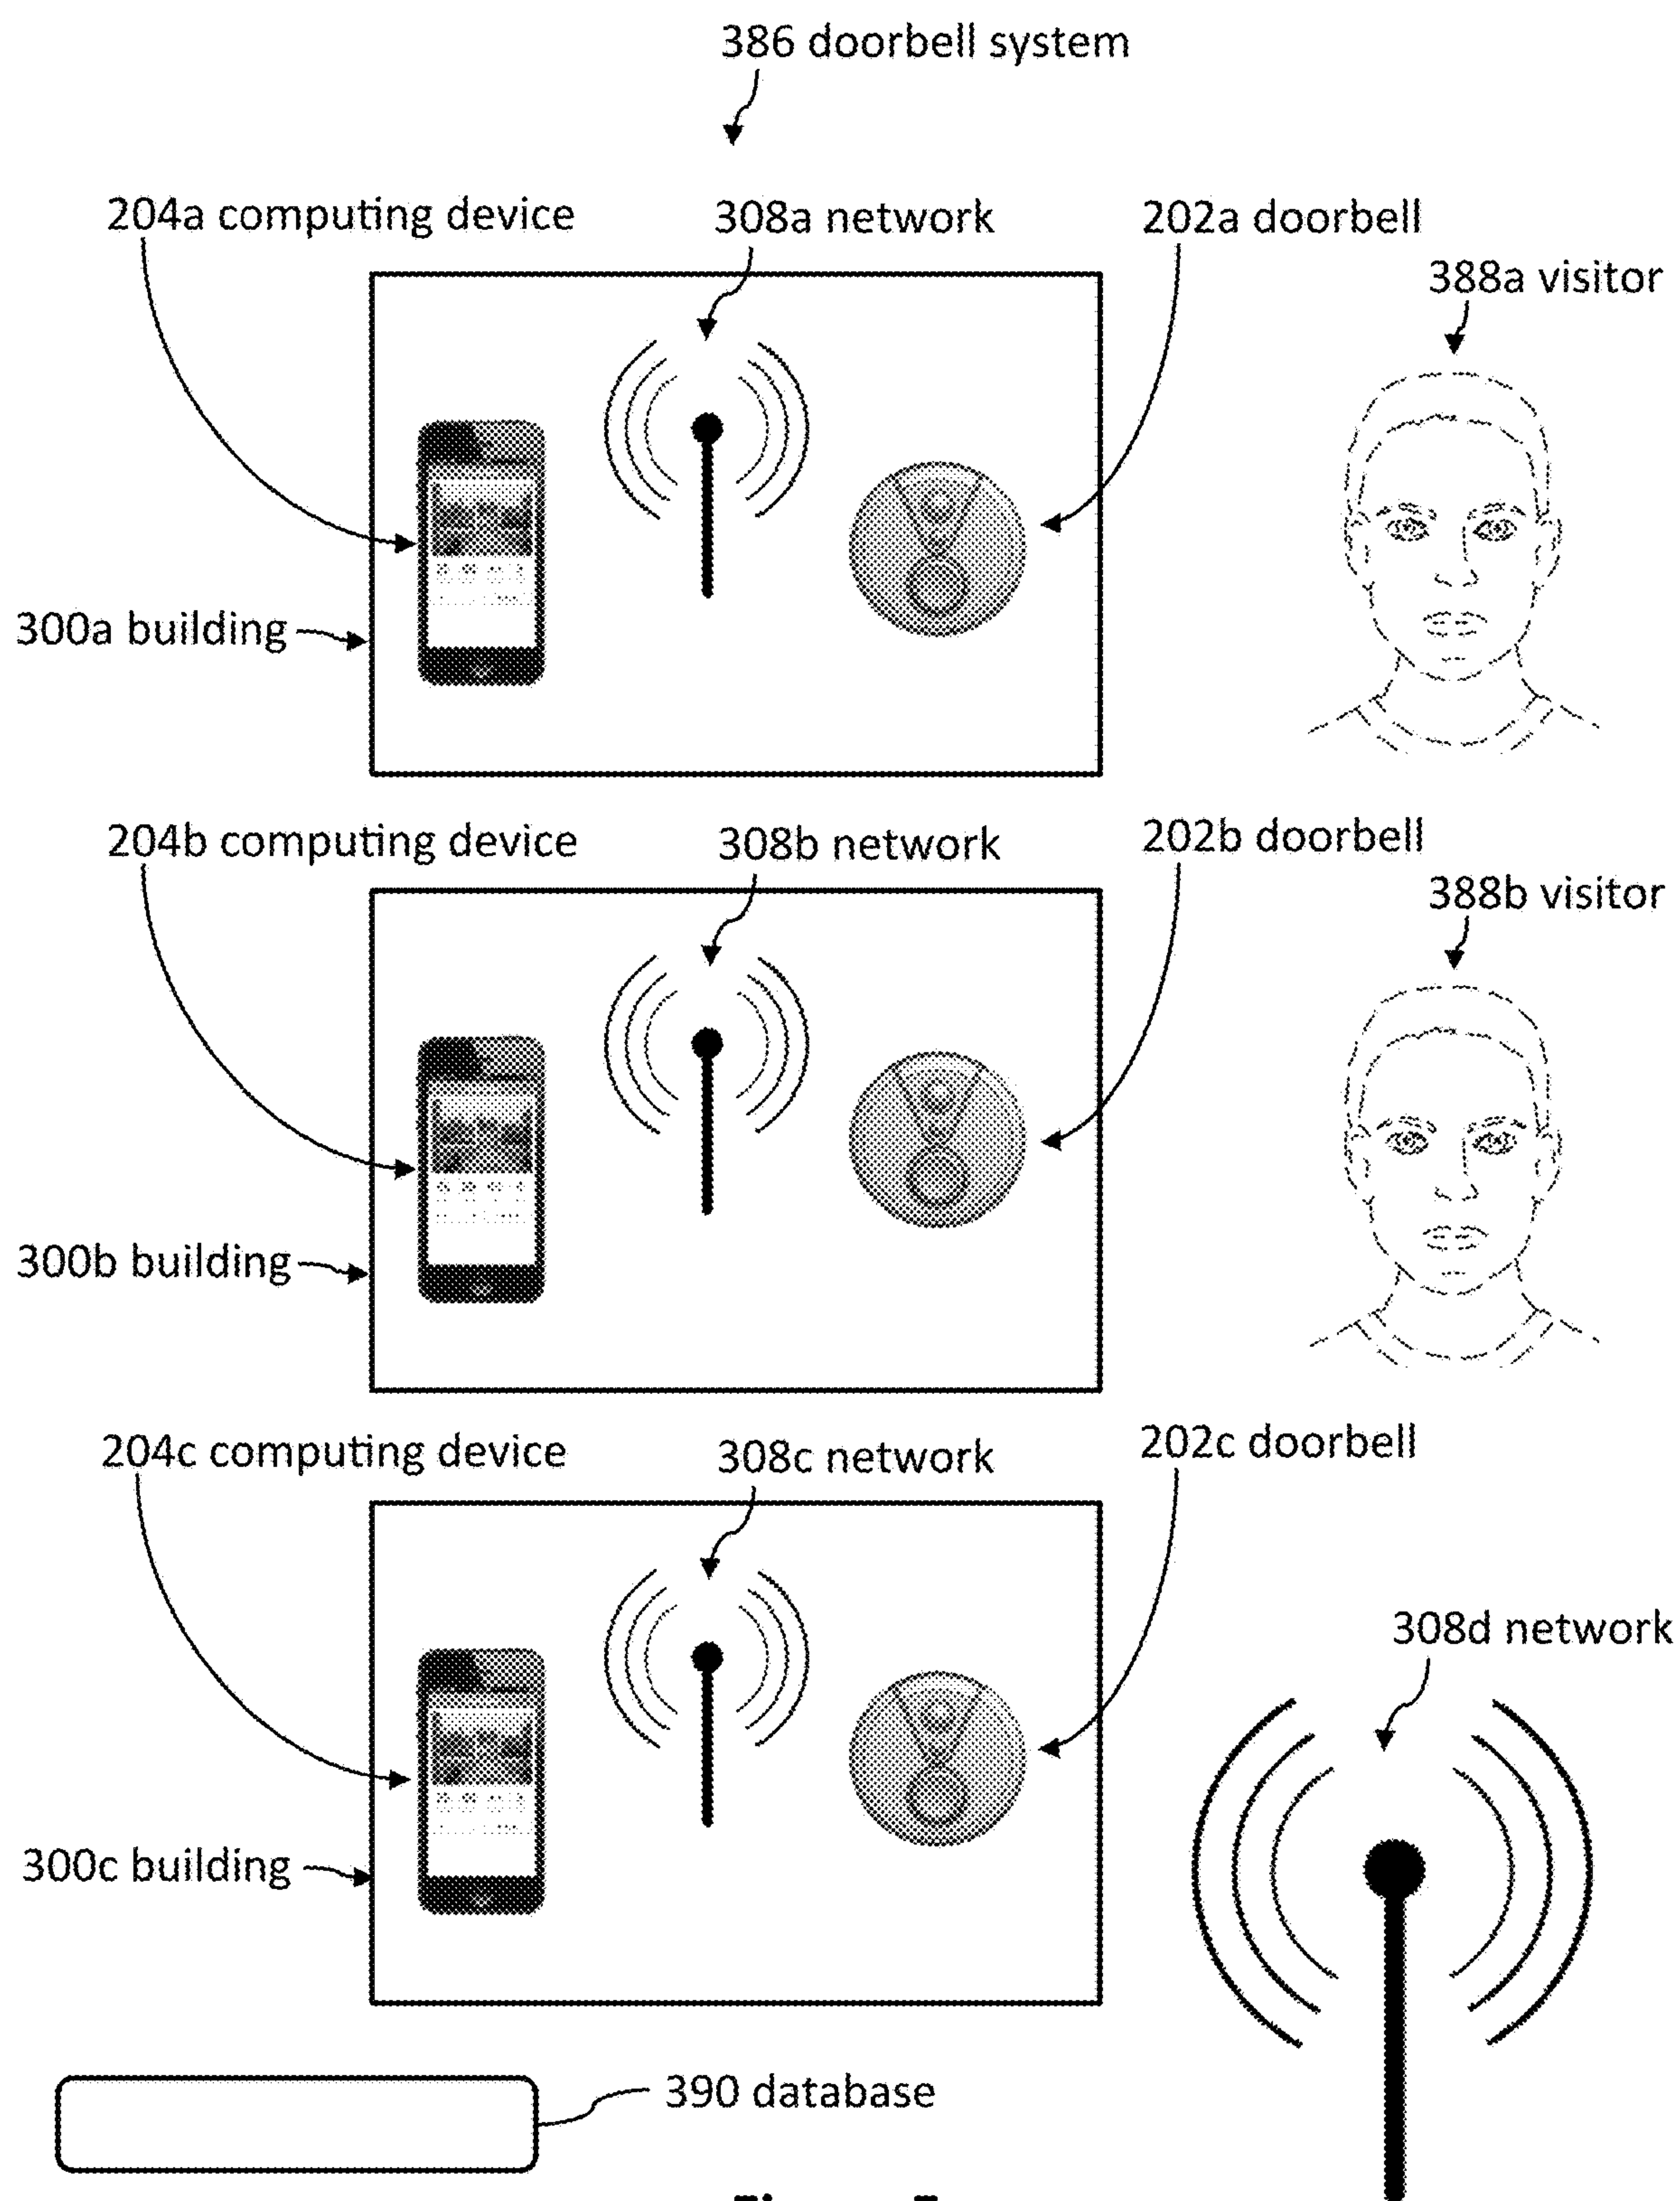 386 doorbell system
204a computing device
308a network
202a doorbell
388a visitor
300a building
204b computing device
308b network
202b doorbell
388b visitor
300b building
204c computing device
308c network
202c doorbell
308d network
300c building
390 database